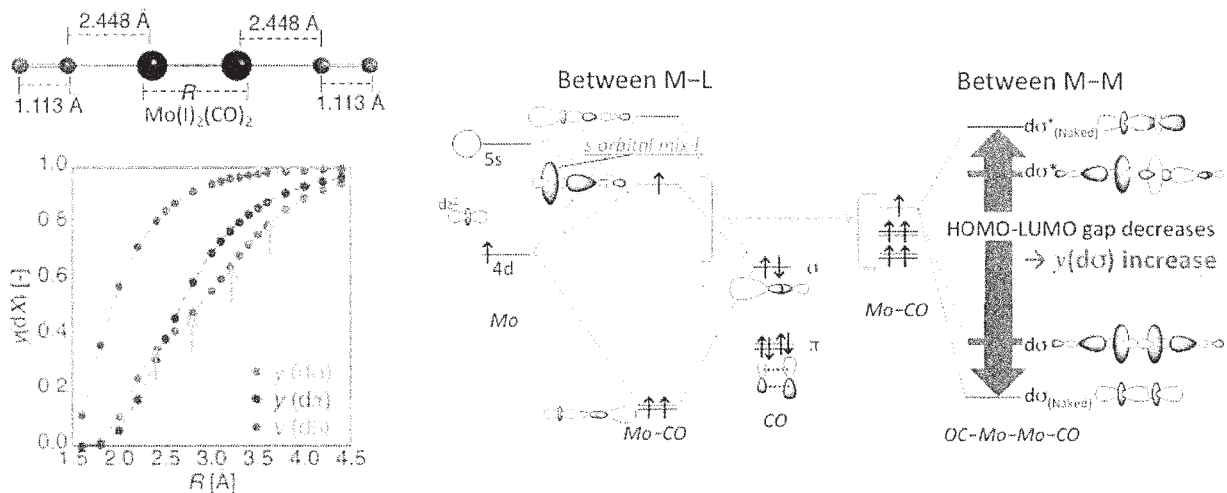 2.448 Å
2.448 Å
1.113 Å
R
1.113 Å
Mo(I)₂(CO)₂
1.0
0.8
0.6
0.4
0.2
0.0
y(dX) [-]
y (dσ)
y (dπ)
y (dδ)
1.5
2.0
2.5
3.0
3.5
4.0
4.5
R [Å]
Between M–L
5s
s orbital mix-!
4d
Mo
σ
π
CO
Mo-CO
Mo-CO
Between M–M
dσ*(Naked)
dσ*
HOMO-LUMO gap decreases
→ y(dσ) increase
dσ
dσ(Naked)
OC-Mo-Mo-CO